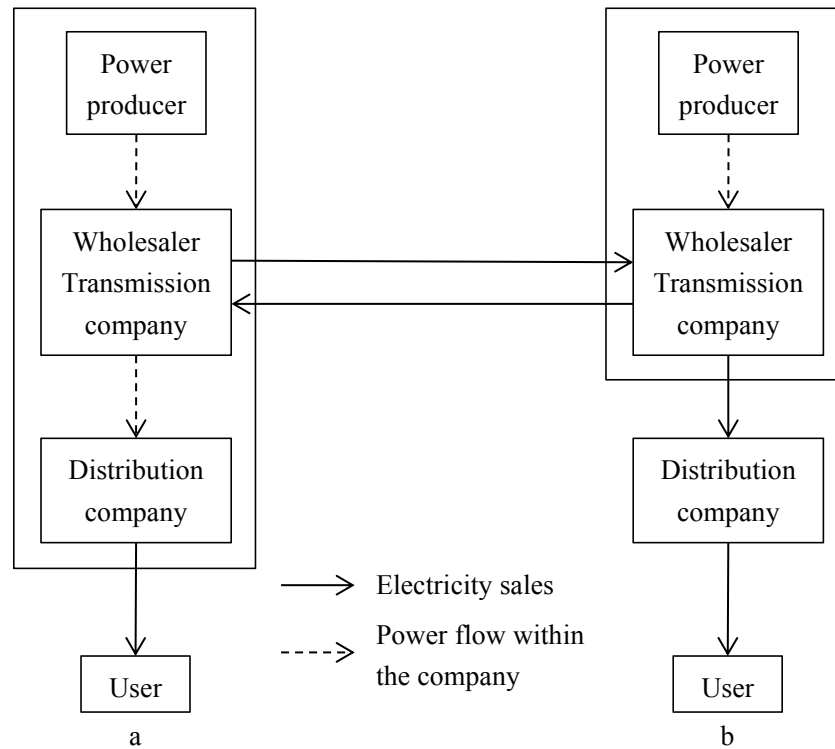 Power
producer
Wholesaler
Transmission
company
Distribution
company
User
a
Power
producer
Wholesaler
Transmission
company
Distribution
company
User
b
Electricity sales
Power flow within
the company